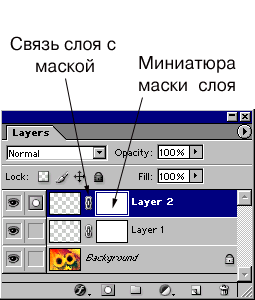 Связь слоя с
маской
Миниатюра
маски слоя
Layers
Normal
Opacity: 100%
Lock:
Fill: 100%
Layer 2
Layer 1
Background